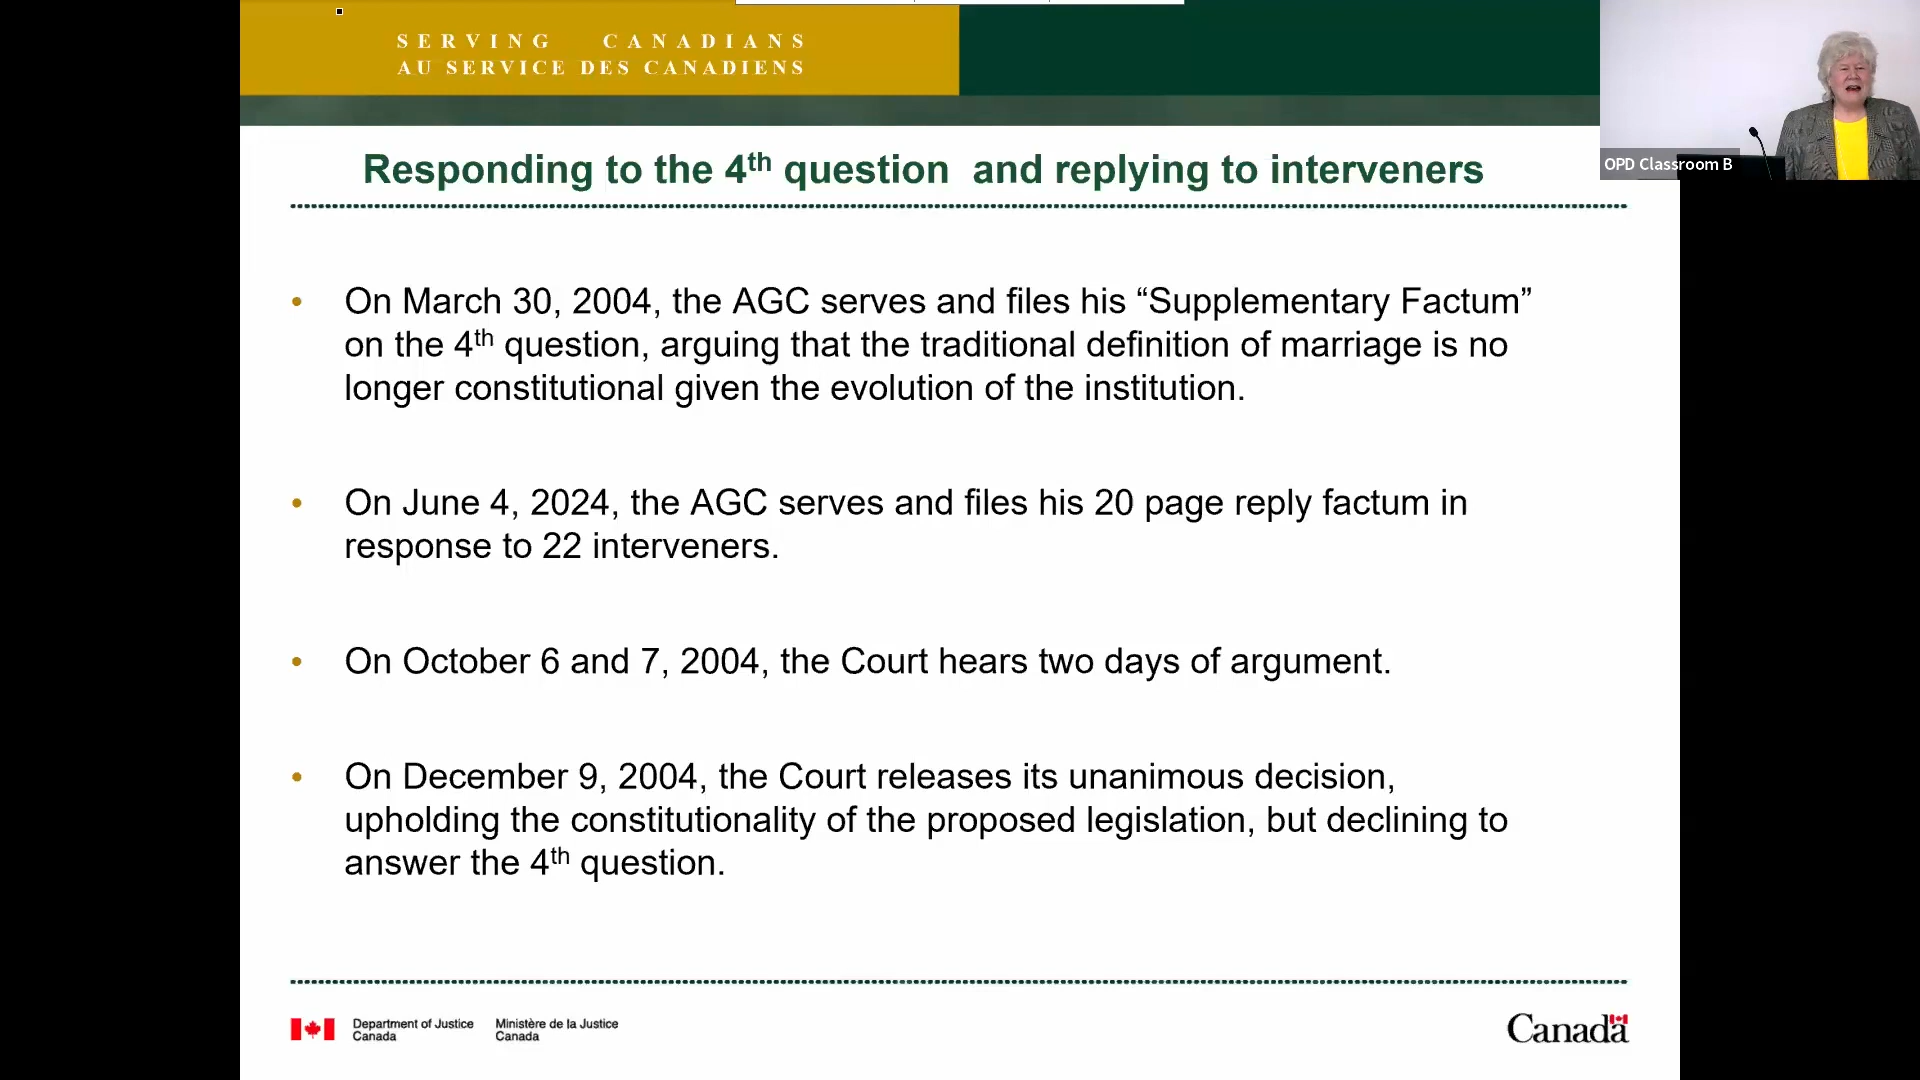 SERVING CANADIANS
AU SERVICE DES CANADIENS
OPD Classroom B
Responding to the 4th question and replying to interveners
• On March 30, 2004, the AGC serves and files his “Supplementary Factum”
on the 4th question, arguing that the traditional definition of marriage is no
longer constitutional given the evolution of the institution.
• On June 4, 2024, the AGC serves and files his 20 page reply factum in
response to 22 interveners.
• On October 6 and 7, 2004, the Court hears two days of argument.
• On December 9, 2004, the Court releases its unanimous decision,
upholding the constitutionality of the proposed legislation, but declining to
answer the 4th question.
Department of Justice
Canada
Ministère de la Justice
Canada
Canada